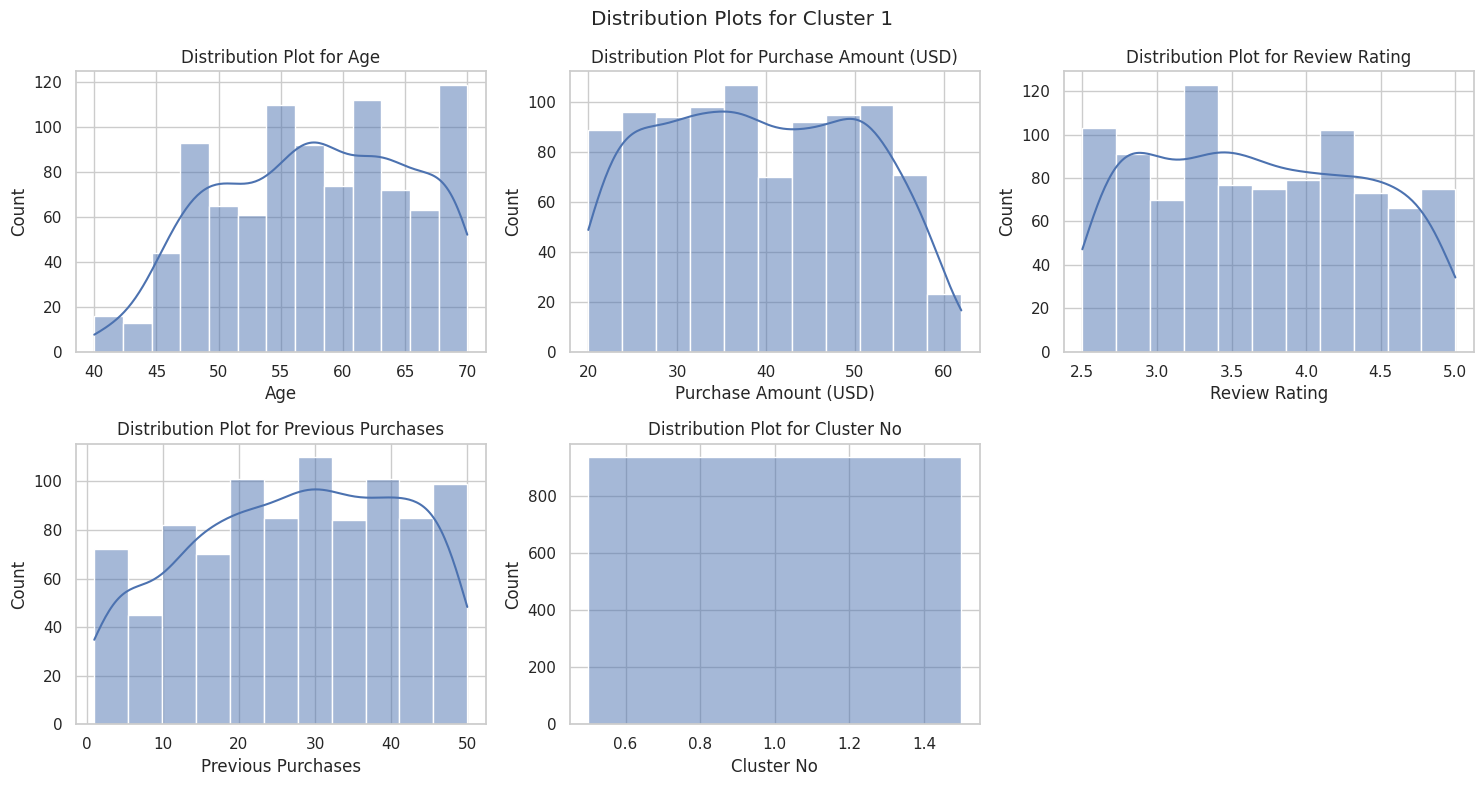 Distribution Plots for Cluster 1
Distribution Plot for Age
120
100
80
60
40
20
0
Count
40 45 50 55 60 65 70
Age
Distribution Plot for Purchase Amount (USD)
100
80
60
40
20
0
Count
20 30 40 50 60
Purchase Amount (USD)
Distribution Plot for Review Rating
120
100
80
60
40
20
0
Count
2.5 3.0 3.5 4.0 4.5 5.0
Review Rating
Distribution Plot for Previous Purchases
100
80
60
40
20
0
Count
0 10 20 30 40 50
Previous Purchases
Distribution Plot for Cluster No
800
600
400
200
0
Count
0.6 0.8 1.0 1.2 1.4
Cluster No